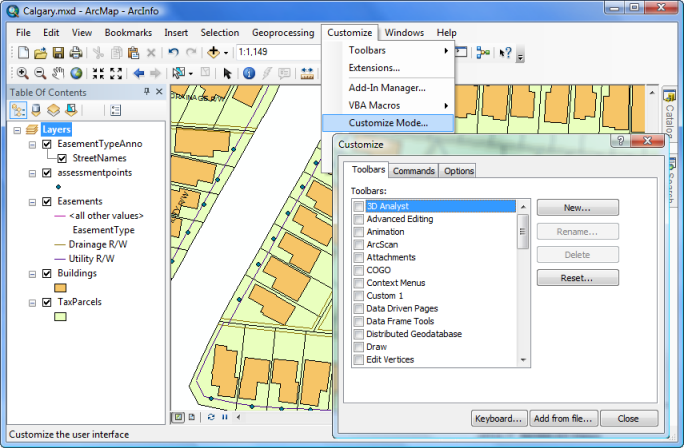 Calgary.mxd - ArcMap - ArcInfo
File Edit View Bookmarks Insert Selection Geoprocessing Customize Windows Help
1:1,149
Toolbars
Extensions...
Add-In Manager...
VBA Macros
Customize Mode...
Table Of Contents
Layers
EasementTypeAnno
StreetNames
assessmentpoints
Easements
<all other values>
EasementType
Drainage R/W
Utility R/W
Buildings
TaxParcels
DRAINAGE R/W
R/W
Catalog
Search
Customize
Toolbars Commands Options
Toolbars:
3D Analyst
Advanced Editing
Animation
ArcScan
Attachments
COGO
Context Menus
Custom 1
Data Driven Pages
Data Frame Tools
Distributed Geodatabase
Draw
Edit Vertices
New...
Rename...
Delete
Reset...
Keyboard... Add from file... Close
Customize the user interface